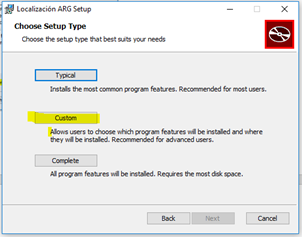 Localización ARG Setup
Choose Setup Type
Choose the setup type that best suits your needs
Typical
Installs the most common program features. Recommended for most users.
Custom
Allows users to choose which program features will be installed and where
they will be installed. Recommended for advanced users.
Complete
All program features will be installed. Requires the most disk space.
Back
Next
Cancel